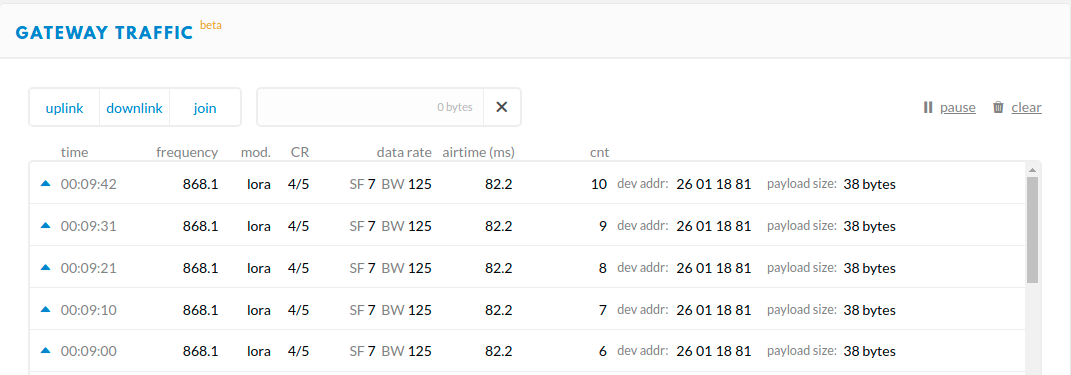 GATEWAY TRAFFIC beta
uplink downlink join 0 bytes pause clear
time frequency mod. CR data rate airtime (ms) cnt
00:09:42 868.1 lora 4/5 SF 7 BW 125 82.2 10 dev addr: 26 01 18 81 payload size: 38 bytes
00:09:31 868.1 lora 4/5 SF 7 BW 125 82.2 9 dev addr: 26 01 18 81 payload size: 38 bytes
00:09:21 868.1 lora 4/5 SF 7 BW 125 82.2 8 dev addr: 26 01 18 81 payload size: 38 bytes
00:09:10 868.1 lora 4/5 SF 7 BW 125 82.2 7 dev addr: 26 01 18 81 payload size: 38 bytes
00:09:00 868.1 lora 4/5 SF 7 BW 125 82.2 6 dev addr: 26 01 18 81 payload size: 38 bytes